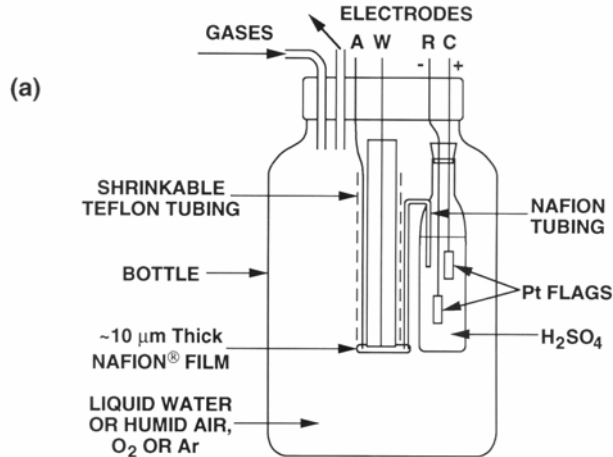 ELECTRODES
GASES
A W R C
- +
(a)
SHRINKABLE
TEFLON TUBING
NAFION
TUBING
BOTTLE
Pt FLAGS
~10 μm Thick
NAFION® FILM
H₂SO₄
LIQUID WATER
OR HUMID AIR,
O₂ OR Ar